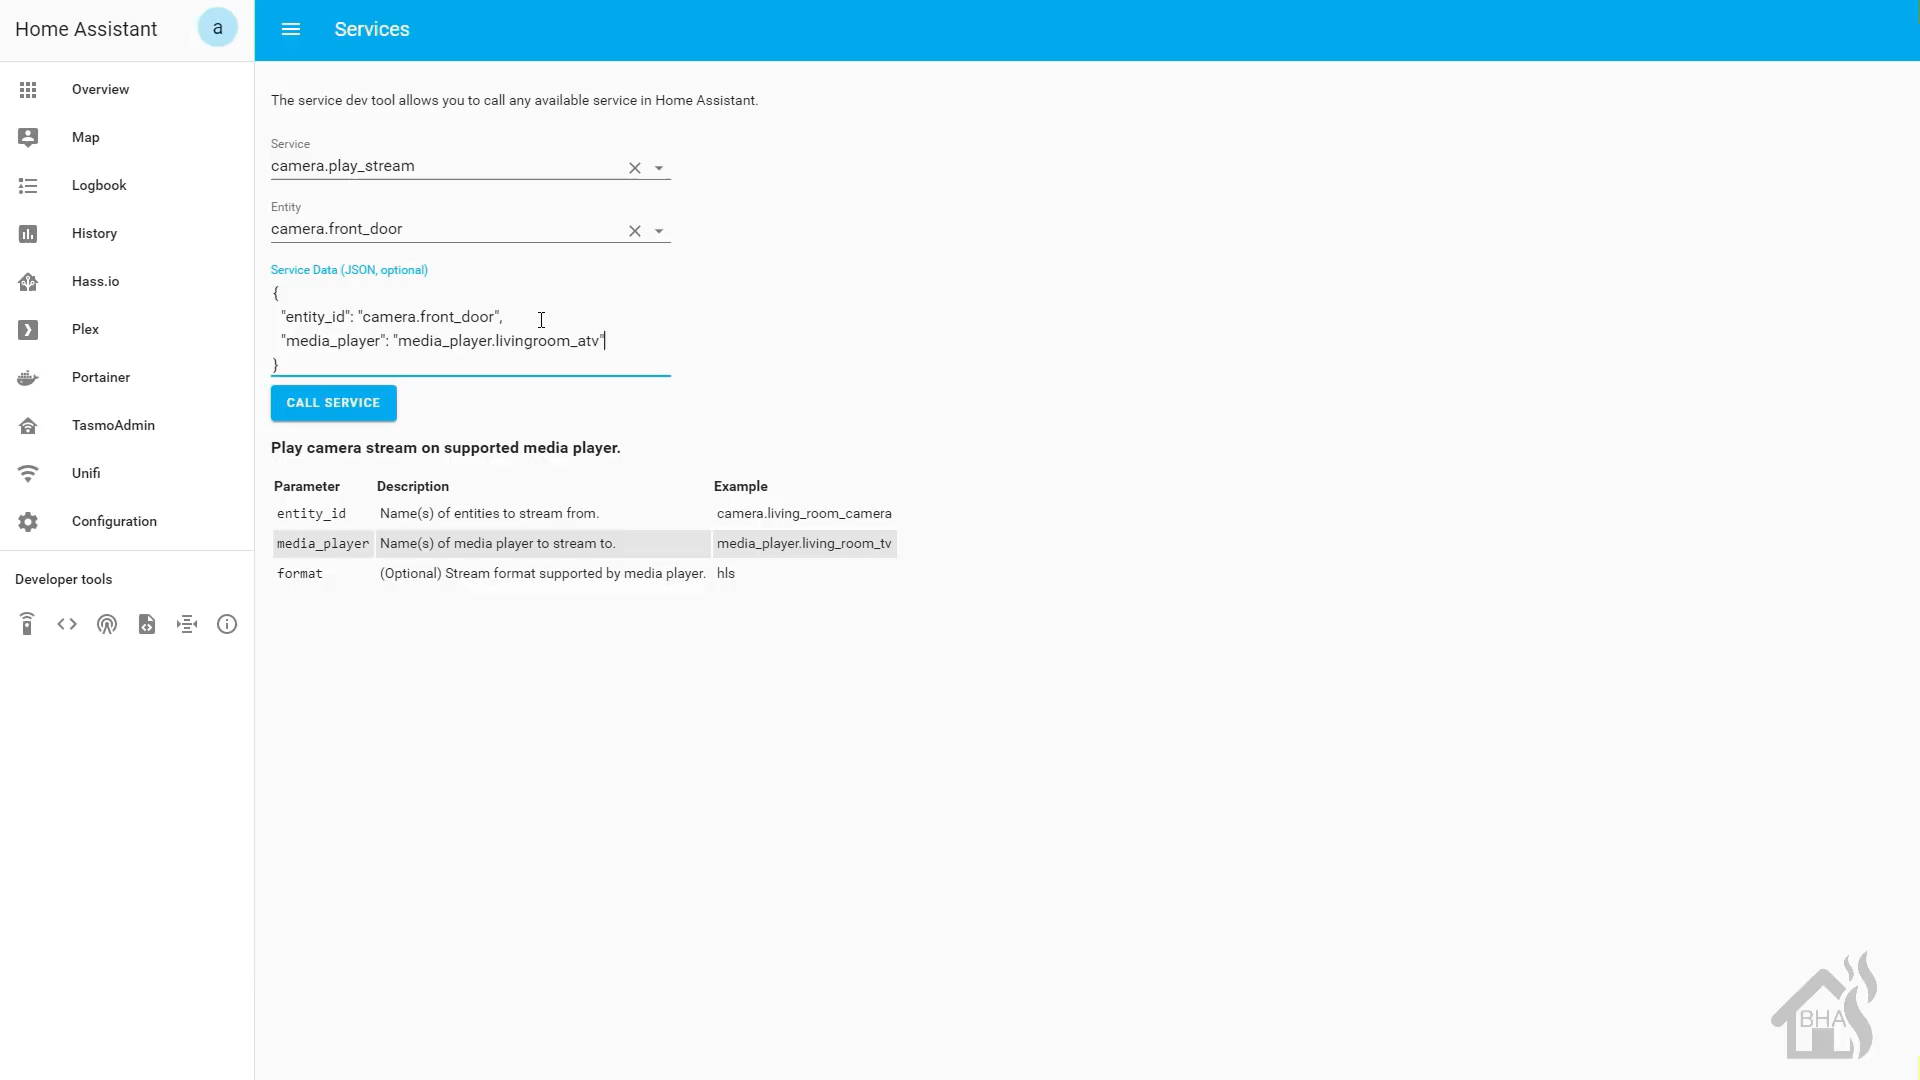 Home Assistant
a
Services
Overview
Map
Logbook
History
Hass.io
Plex
Portainer
TasmoAdmin
Unifi
Configuration
Developer tools
The service dev tool allows you to call any available service in Home Assistant.
Service
camera.play_stream
Entity
camera.front_door
Service Data (JSON, optional)
{
"entity_id": "camera.front_door",
"media_player": "media_player.livingroom_atv"
}
CALL SERVICE
Play camera stream on supported media player.
Parameter Description Example
entity_id Name(s) of entities to stream from. camera.living_room_camera
media_player Name(s) of media player to stream to. media_player.living_room_tv
format (Optional) Stream format supported by media player. hls
BHA